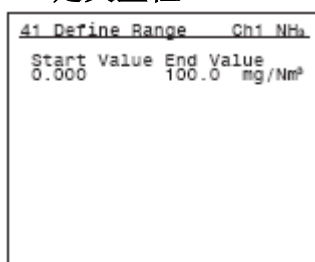 41 Define Range Ch1 NH₃
Start Value End Value
0.000 100.0 mg/Nm³